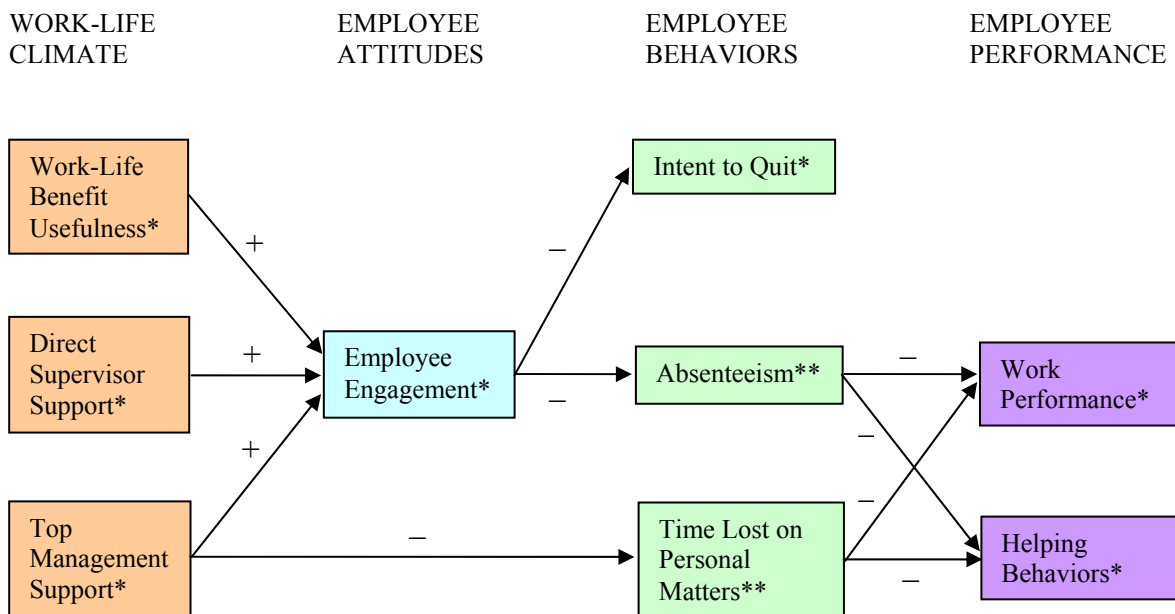 WORK-LIFE
CLIMATE
EMPLOYEE
ATTITUDES
EMPLOYEE
BEHAVIORS
EMPLOYEE
PERFORMANCE
Work-Life
Benefit
Usefulness*
Intent to Quit*
+
–
Direct
Supervisor
Support*
+
Employee
Engagement*
–
Absenteeism**
–
Work
Performance*
+
–
–
Top
Management
Support*
–
Time Lost on
Personal
Matters**
–
Helping
Behaviors*